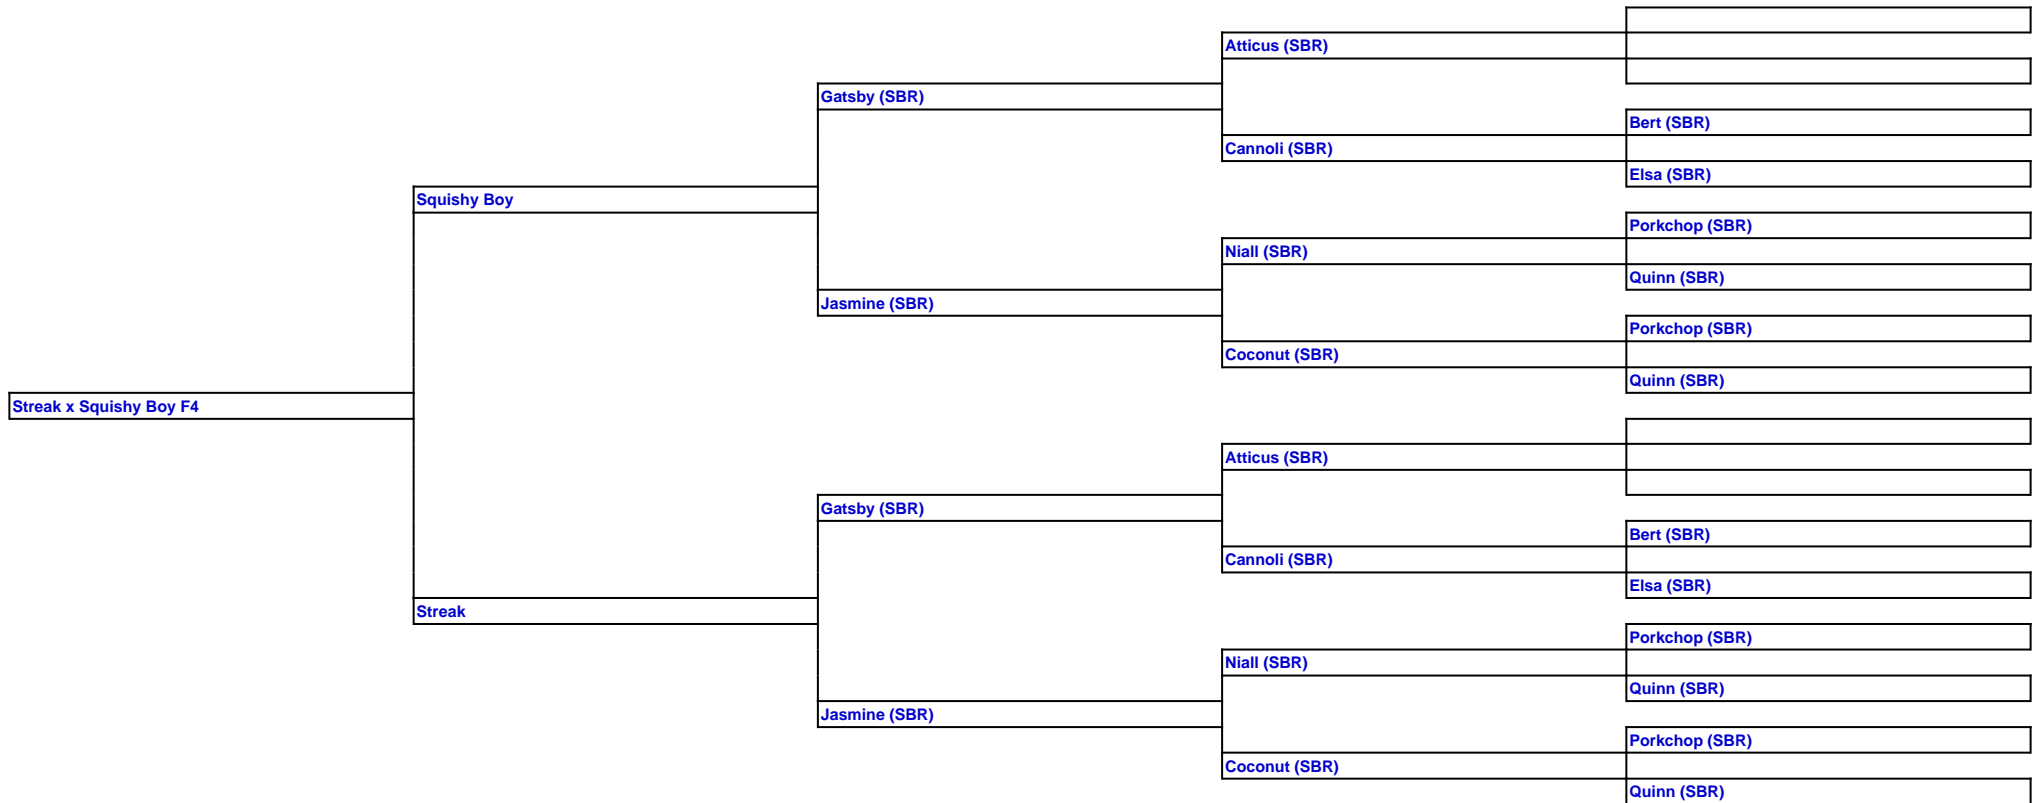 Atticus (SBR)
Gatsby (SBR)
Bert (SBR)
Cannoli (SBR)
Elsa (SBR)
Squishy Boy
Porkchop (SBR)
Niall (SBR)
Quinn (SBR)
Jasmine (SBR)
Porkchop (SBR)
Coconut (SBR)
Quinn (SBR)
Streak x Squishy Boy F4
Atticus (SBR)
Gatsby (SBR)
Bert (SBR)
Cannoli (SBR)
Elsa (SBR)
Streak
Porkchop (SBR)
Niall (SBR)
Quinn (SBR)
Jasmine (SBR)
Porkchop (SBR)
Coconut (SBR)
Quinn (SBR)